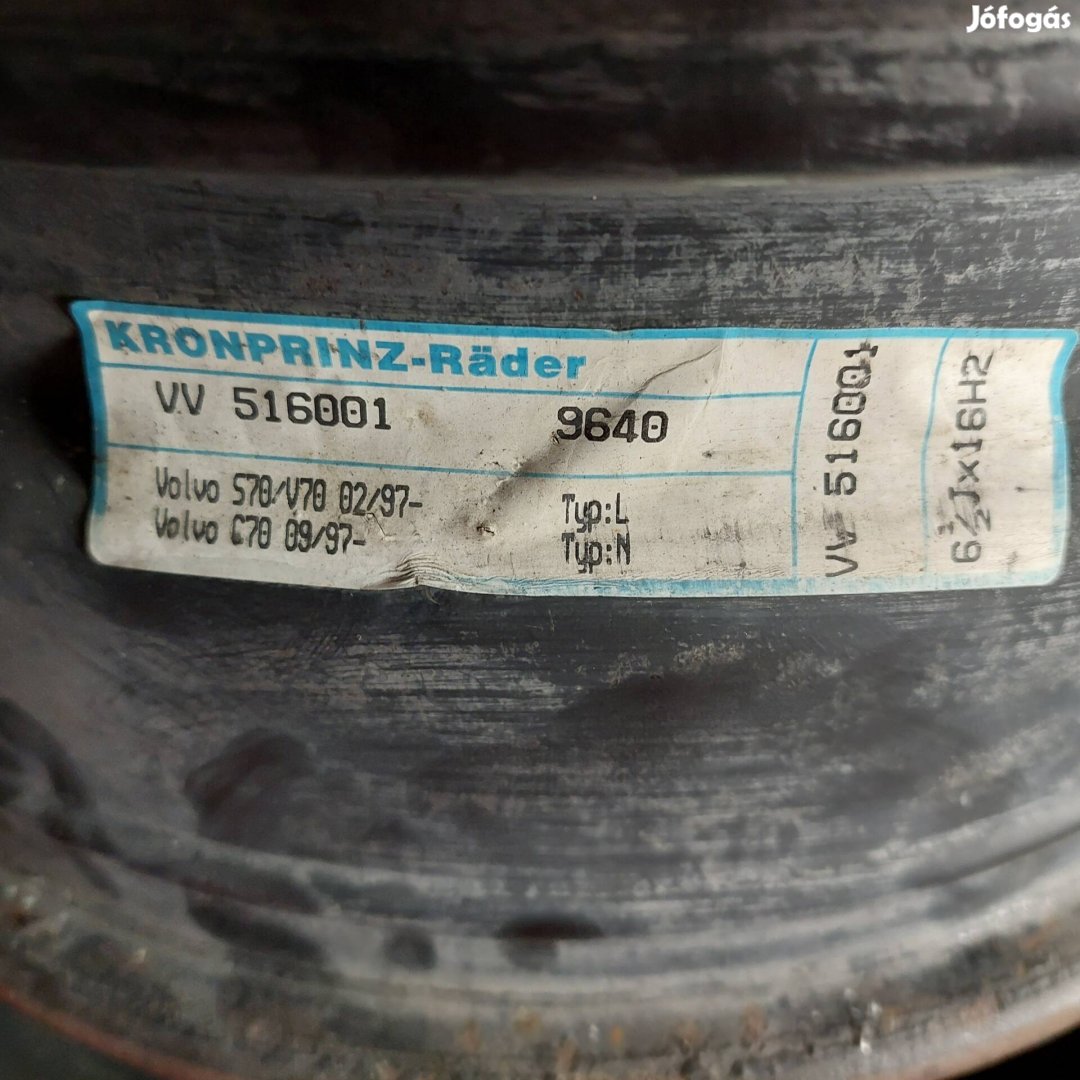 Jófogás
KRONPRINZ-Räder
VV 516001 9640
Volvo S70/V70 02/97- Typ:L
Volvo C70 09/97- Typ:N
VV 516001
6½Jx16H2